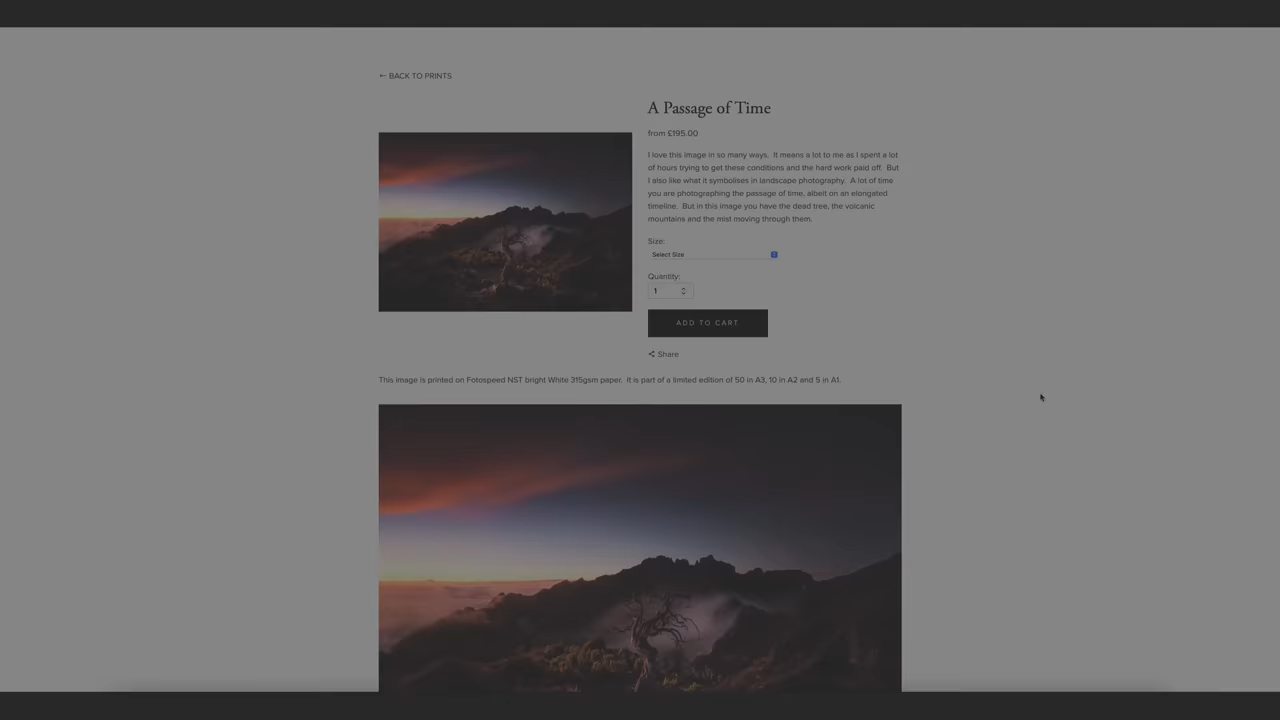 ← BACK TO PRINTS
A Passage of Time
from £195.00
I love this image in so many ways. It means a lot to me as I spent a lot
of hours trying to get these conditions and the hard work paid off. But
I also like what it symbolises in landscape photography. A lot of time
you are photographing the passage of time, albeit on an elongated
timeline. But in this image you have the dead tree, the volcanic
mountains and the mist moving through them.
Size:
Select Size
Quantity:
1
ADD TO CART
Share
This image is printed on Fotospeed NST bright White 315gsm paper. It is part of a limited edition of 50 in A3, 10 in A2 and 5 in A1.